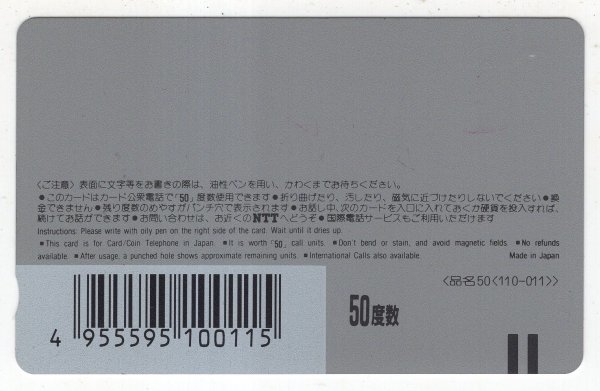 〈ご注意〉表面に文字等をお書きの際は、油性ペンを用い、かわくまでお待ちください。
●このカードはカード公衆電話で「50」度数使用できます●折り曲げたり、汚したり、磁気に近づけたりしないでください●換
金できません●残り度数のめやすがパンチ穴で表示されます●お話し中、次のカードを入口に入れておくか硬貨を投入すれば、
続けてお話ができます●お問い合わせは、お近くのNTTへどうぞ●国際電話サービスもご利用いただけます
Instructions: Please write with oily pen on the right side of the card. Wait until it dries up.
■This card is for Card/Coin Telephone in Japan ■It is worth「50」call units. ■Don't bend or stain, and avoid magnetic fields. ■No refunds
available. ■After usage, a punched hole shows approximate remaining units. ■International Calls also available. Made in Japan
〈品名50〈110-011〉〉
50度数
4 955595 100115